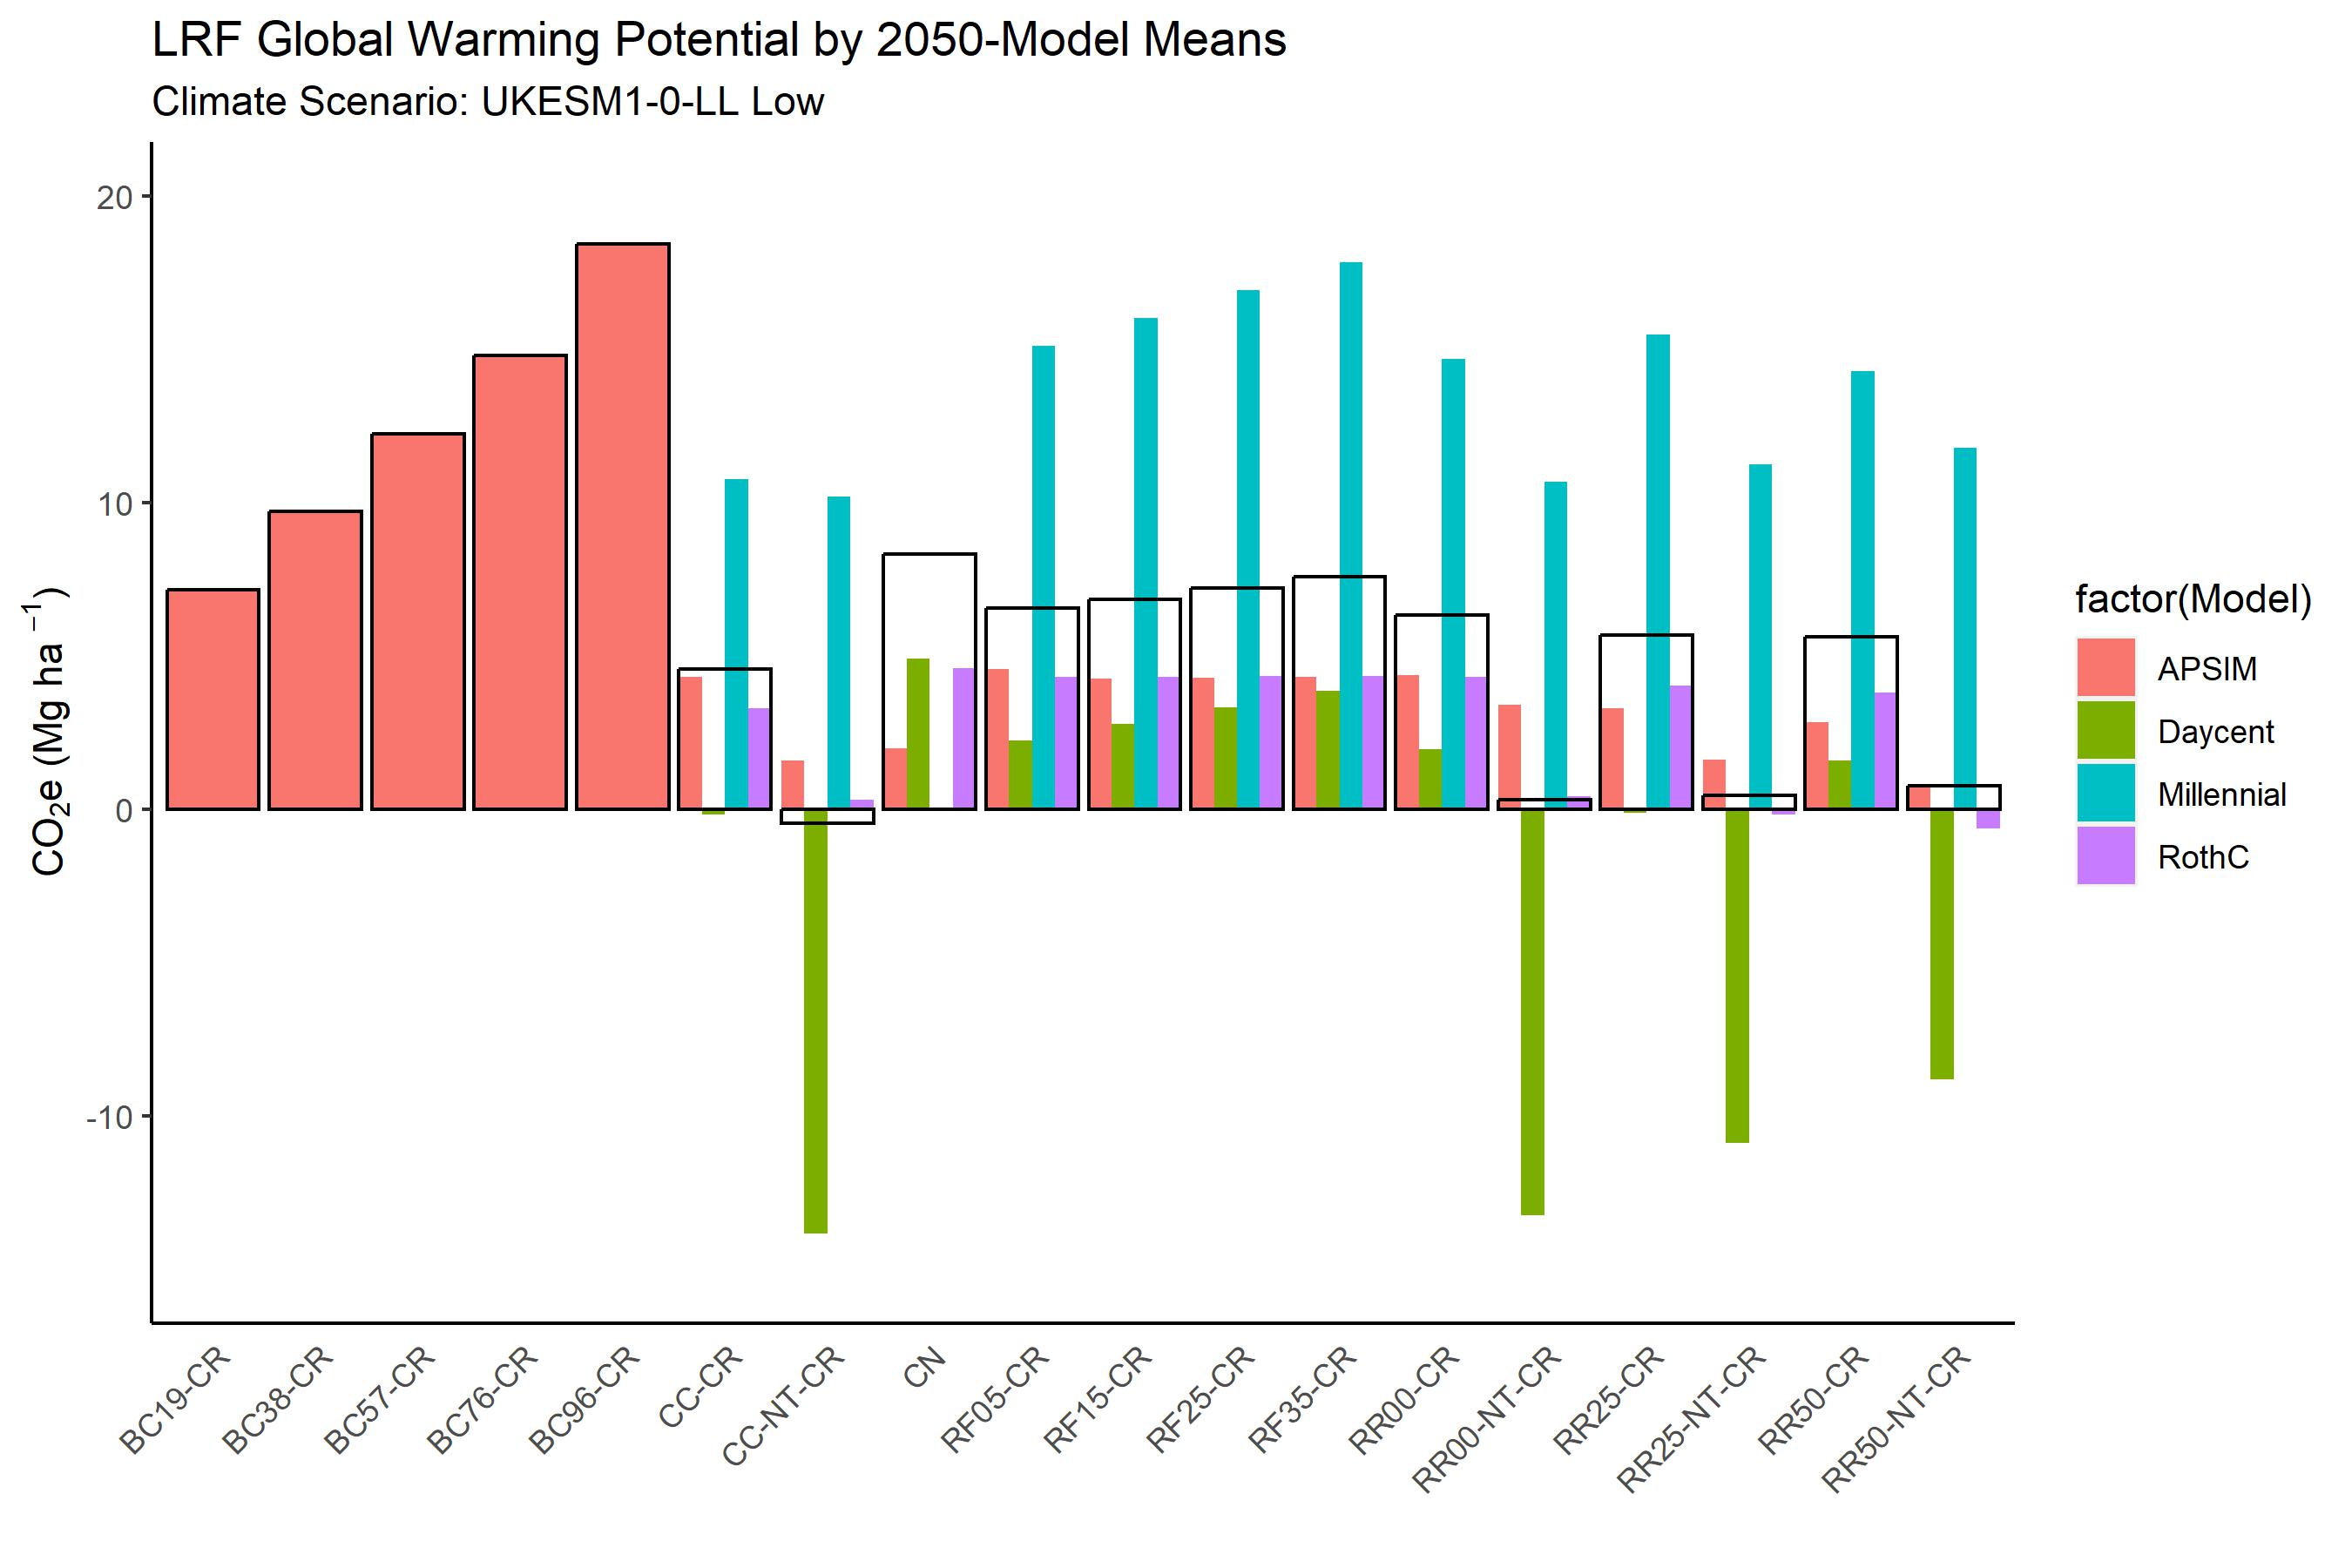 LRF Global Warming Potential by 2050-Model Means
Climate Scenario: UKESM1-0-LL Low
CO₂e (Mg ha ⁻¹)
20
10
0
-10
BC19-CR
BC38-CR
BC57-CR
BC76-CR
BC96-CR
CC-CR
CC-NT-CR
CN
RF05-CR
RF15-CR
RF25-CR
RF35-CR
RR00-CR
RR00-NT-CR
RR25-CR
RR25-NT-CR
RR50-CR
RR50-NT-CR
factor(Model)
APSIM
Daycent
Millennial
RothC